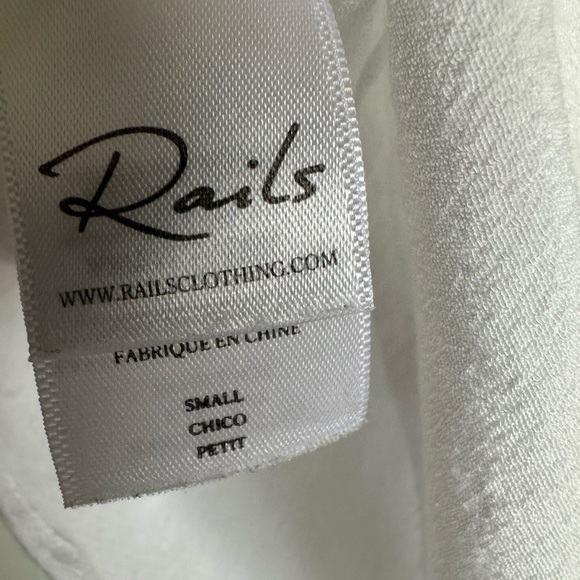 Rails
WWW.RAILSCLOTHING.COM
FABRIQUE EN CHINE
SMALL
CHICO
PETIT